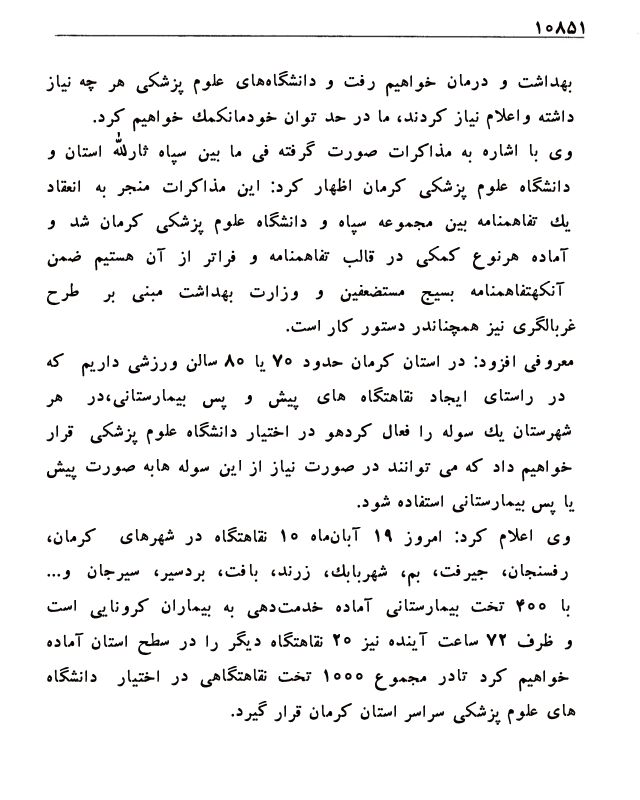 ۱۰۸۵۱
بهداشت و درمان خواهیم رفت و دانشگاه‌های علوم پزشکی هر چه نیاز
داشته واعلام نیاز کردند، ما در حد توان خودمانکمك خواهیم کرد.
وی با اشاره به مذاکرات صورت گرفته فی ما بین سپاه ثارالله استان و
دانشگاه علوم پزشکی کرمان اظهار کرد: این مذاکرات منجر به انعقاد
یك تفاهمنامه بین مجموعه سپاه و دانشگاه علوم پزشکی کرمان شد و
آماده هرنوع کمکی در قالب تفاهمنامه و فراتر از آن هستیم ضمن
آنکهتفاهمنامه بسیج مستضعفین و وزارت بهداشت مبنی بر طرح
غربالگری نیز همچناندر دستور کار است.
معروفی افزود: در استان کرمان حدود ۷۰ یا ۸۰ سالن ورزشی داریم که
در راستای ایجاد نقاهتگاه های پیش و پس بیمارستانی،در هر
شهرستان یك سوله را فعال کردهو در اختیار دانشگاه علوم پزشکی قرار
خواهیم داد که می توانند در صورت نیاز از این سوله هابه صورت پیش
یا پس بیمارستانی استفاده شود.
وی اعلام کرد: امروز ۱۹ آبان‌ماه ۱۰ نقاهتگاه در شهرهای کرمان،
رفسنجان، جیرفت، بم، شهربابك، زرند، بافت، بردسیر، سیرجان و...
با ۴۰۰ تخت بیمارستانی آماده خدمت‌دهی به بیماران کرونایی است
و ظرف ۷۲ ساعت آینده نیز ۲۰ نقاهتگاه دیگر را در سطح استان آماده
خواهیم کرد تادر مجموع ۱۰۰۰ تخت نقاهتگاهی در اختیار دانشگاه
های علوم پزشکی سراسر استان کرمان قرار گیرد.